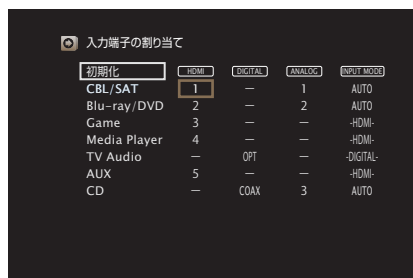 入力端子の割り当て
初期化 HDMI DIGITAL ANALOG INPUT MODE
CBL/SAT 1 — 1 AUTO
Blu-ray/DVD 2 — 2 AUTO
Game 3 — — -HDMI-
Media Player 4 — — -HDMI-
TV Audio — OPT — -DIGITAL-
AUX 5 — — -HDMI-
CD — COAX 3 AUTO